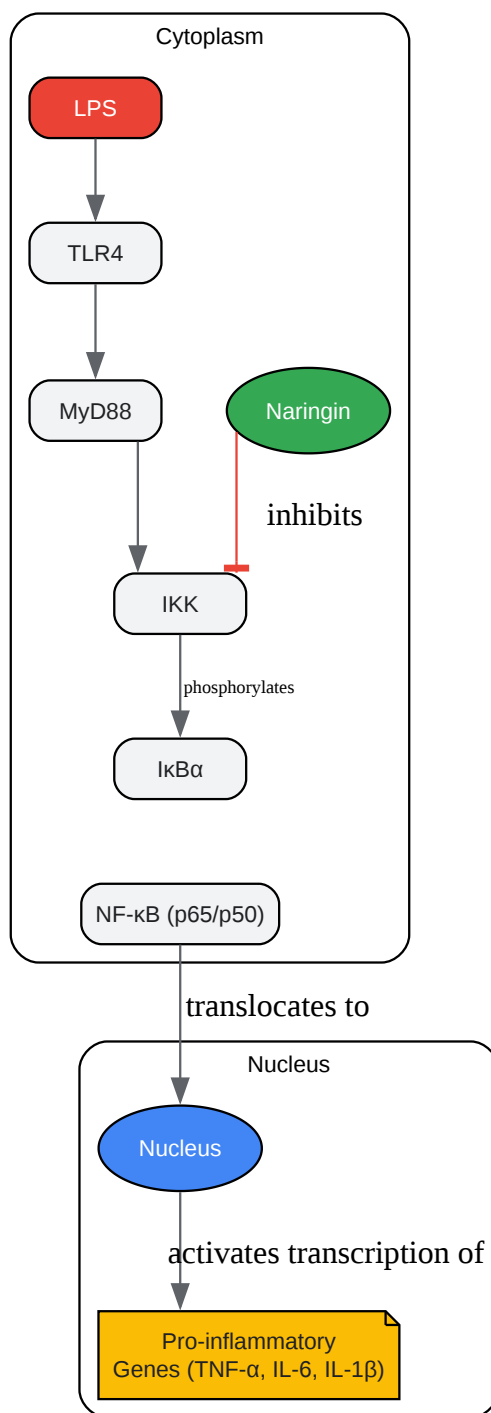 Cytoplasm
LPS
TLR4
MyD88
Naringin
inhibits
IKK
phosphorylates
IκBα
NF-κB (p65/p50)
translocates to
Nucleus
Nucleus
activates transcription of
Pro-inflammatory
Genes (TNF-α, IL-6, IL-1β)